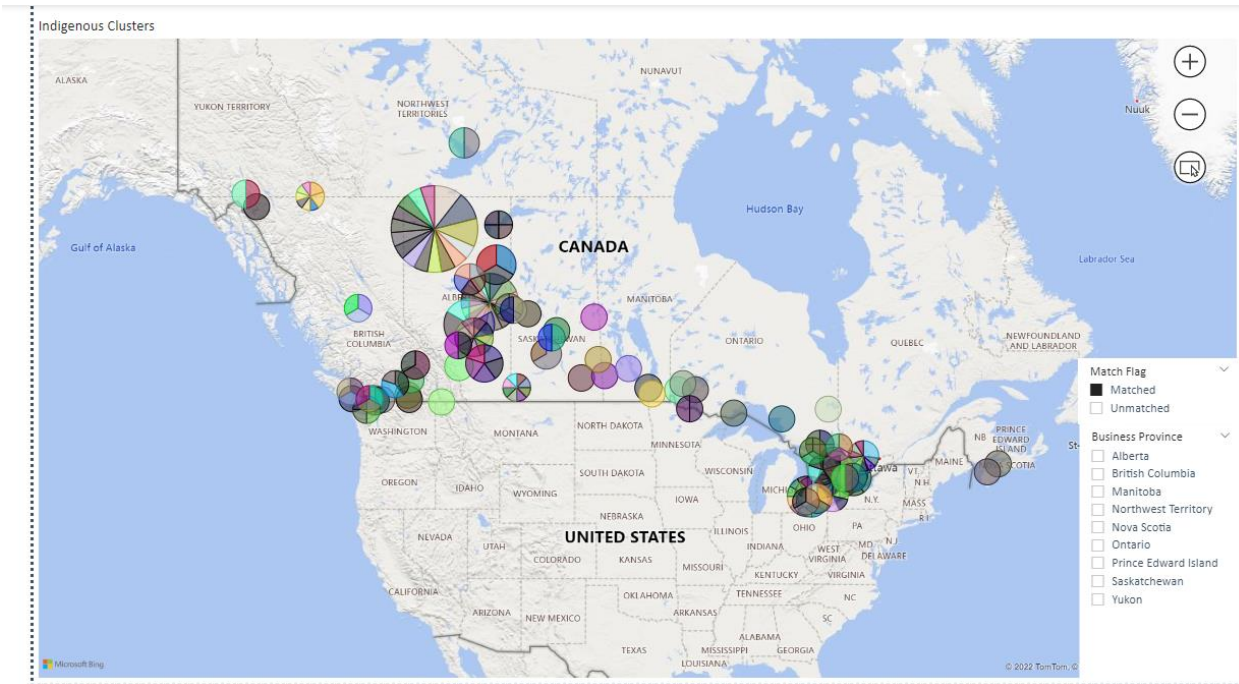 Indigenous Clusters
ALASKA
NUNAVUT
YUKON TERRITORY
NORTHWEST
TERRITORIES
Nuuk
Hudson Bay
Gulf of Alaska
CANADA
Labrador Sea
MANITOBA
BRITISH
COLUMBIA
ONTARIO
QUEBEC
NEWFOUNDLAND
AND LABRADOR
Match Flag
Matched
Unmatched
Business Province
Alberta
British Columbia
Manitoba
Northwest Territory
Nova Scotia
Ontario
Prince Edward Island
Saskatchewan
Yukon
WASHINGTON
MONTANA
NORTH DAKOTA
MINNESOTA
NB
PRINCE
EDWARD
ISLAND
MAINE
OREGON
IDAHO
SOUTH DAKOTA
WISCONSIN
VT
N.H
WYOMING
IOWA
N.Y.
MASS
R.I
NEBRASKA
NEVADA
UTAH
UNITED STATES
ILLINOIS
OHIO
PA
N.J
INDIANA
COLORADO
KANSAS
MISSOURI
WEST
VIRGINIA
MD
DELAWARE
KENTUCKY
VIRGINIA
CALIFORNIA
OKLAHOMA
TENNESSEE
NC
ARIZONA
NEW MEXICO
ARKANSAS
SC
ALABAMA
TEXAS
MISSISSIPPI
GEORGIA
LOUISIANA
Microsoft Bing
© 2022 TomTom, ©